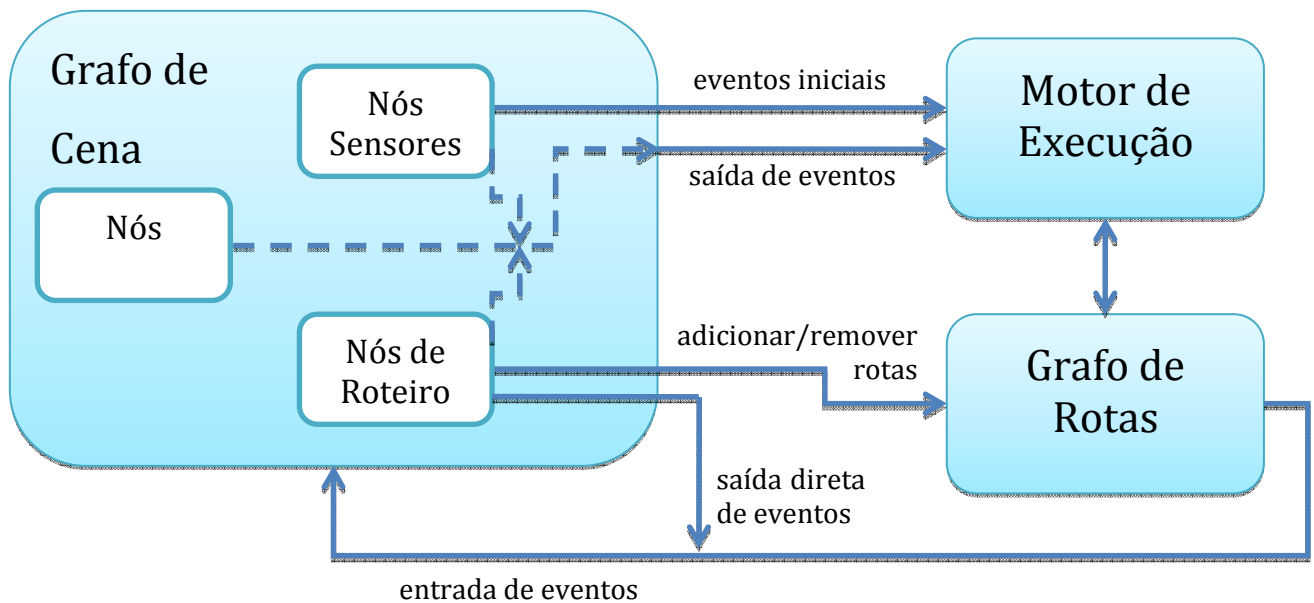 Grafo de
Cena
Nós
Sensores
Nós
Nós de
Roteiro
eventos iniciais
saída de eventos
Motor de
Execução
adicionar/remover
rotas
Grafo de
Rotas
saída direta
de eventos
entrada de eventos